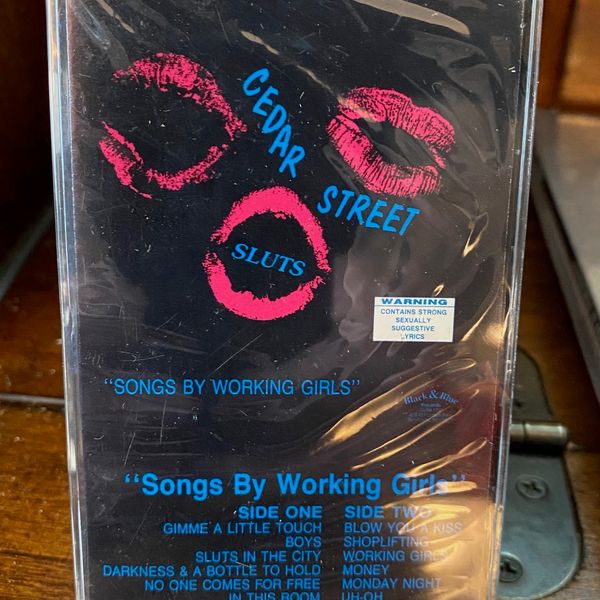 CEDAR
STREET
SLUTS
WARNING
CONTAINS STRONG
SEXUALLY
SUGGESTIVE
LYRICS
"SONGS BY WORKING GIRLS"
Black & Blue
Records
"Songs By Working Girls"
SIDE ONE
GIMME A LITTLE TOUCH
BOYS
SLUTS IN THE CITY
DARKNESS & A BOTTLE TO HOLD
NO ONE COMES FOR FREE
IN THIS ROOM
SIDE TWO
BLOW YOU A KISS
SHOPLIFTING
WORKING GIRLS
MONEY
MONDAY NIGHT
UH-OH